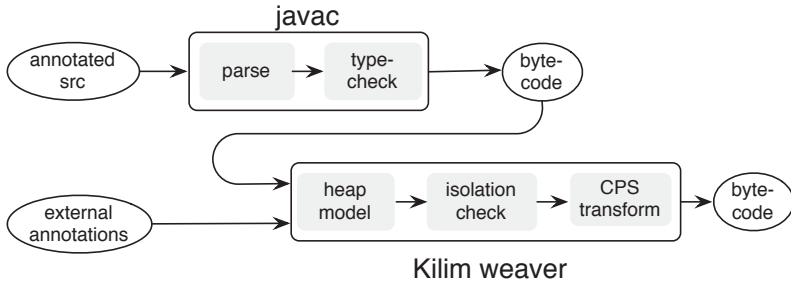 javac
annotated
src
parse
type-
check
byte-
code
heap
model
isolation
check
CPS
transform
byte-
code
external
annotations
Kilim weaver